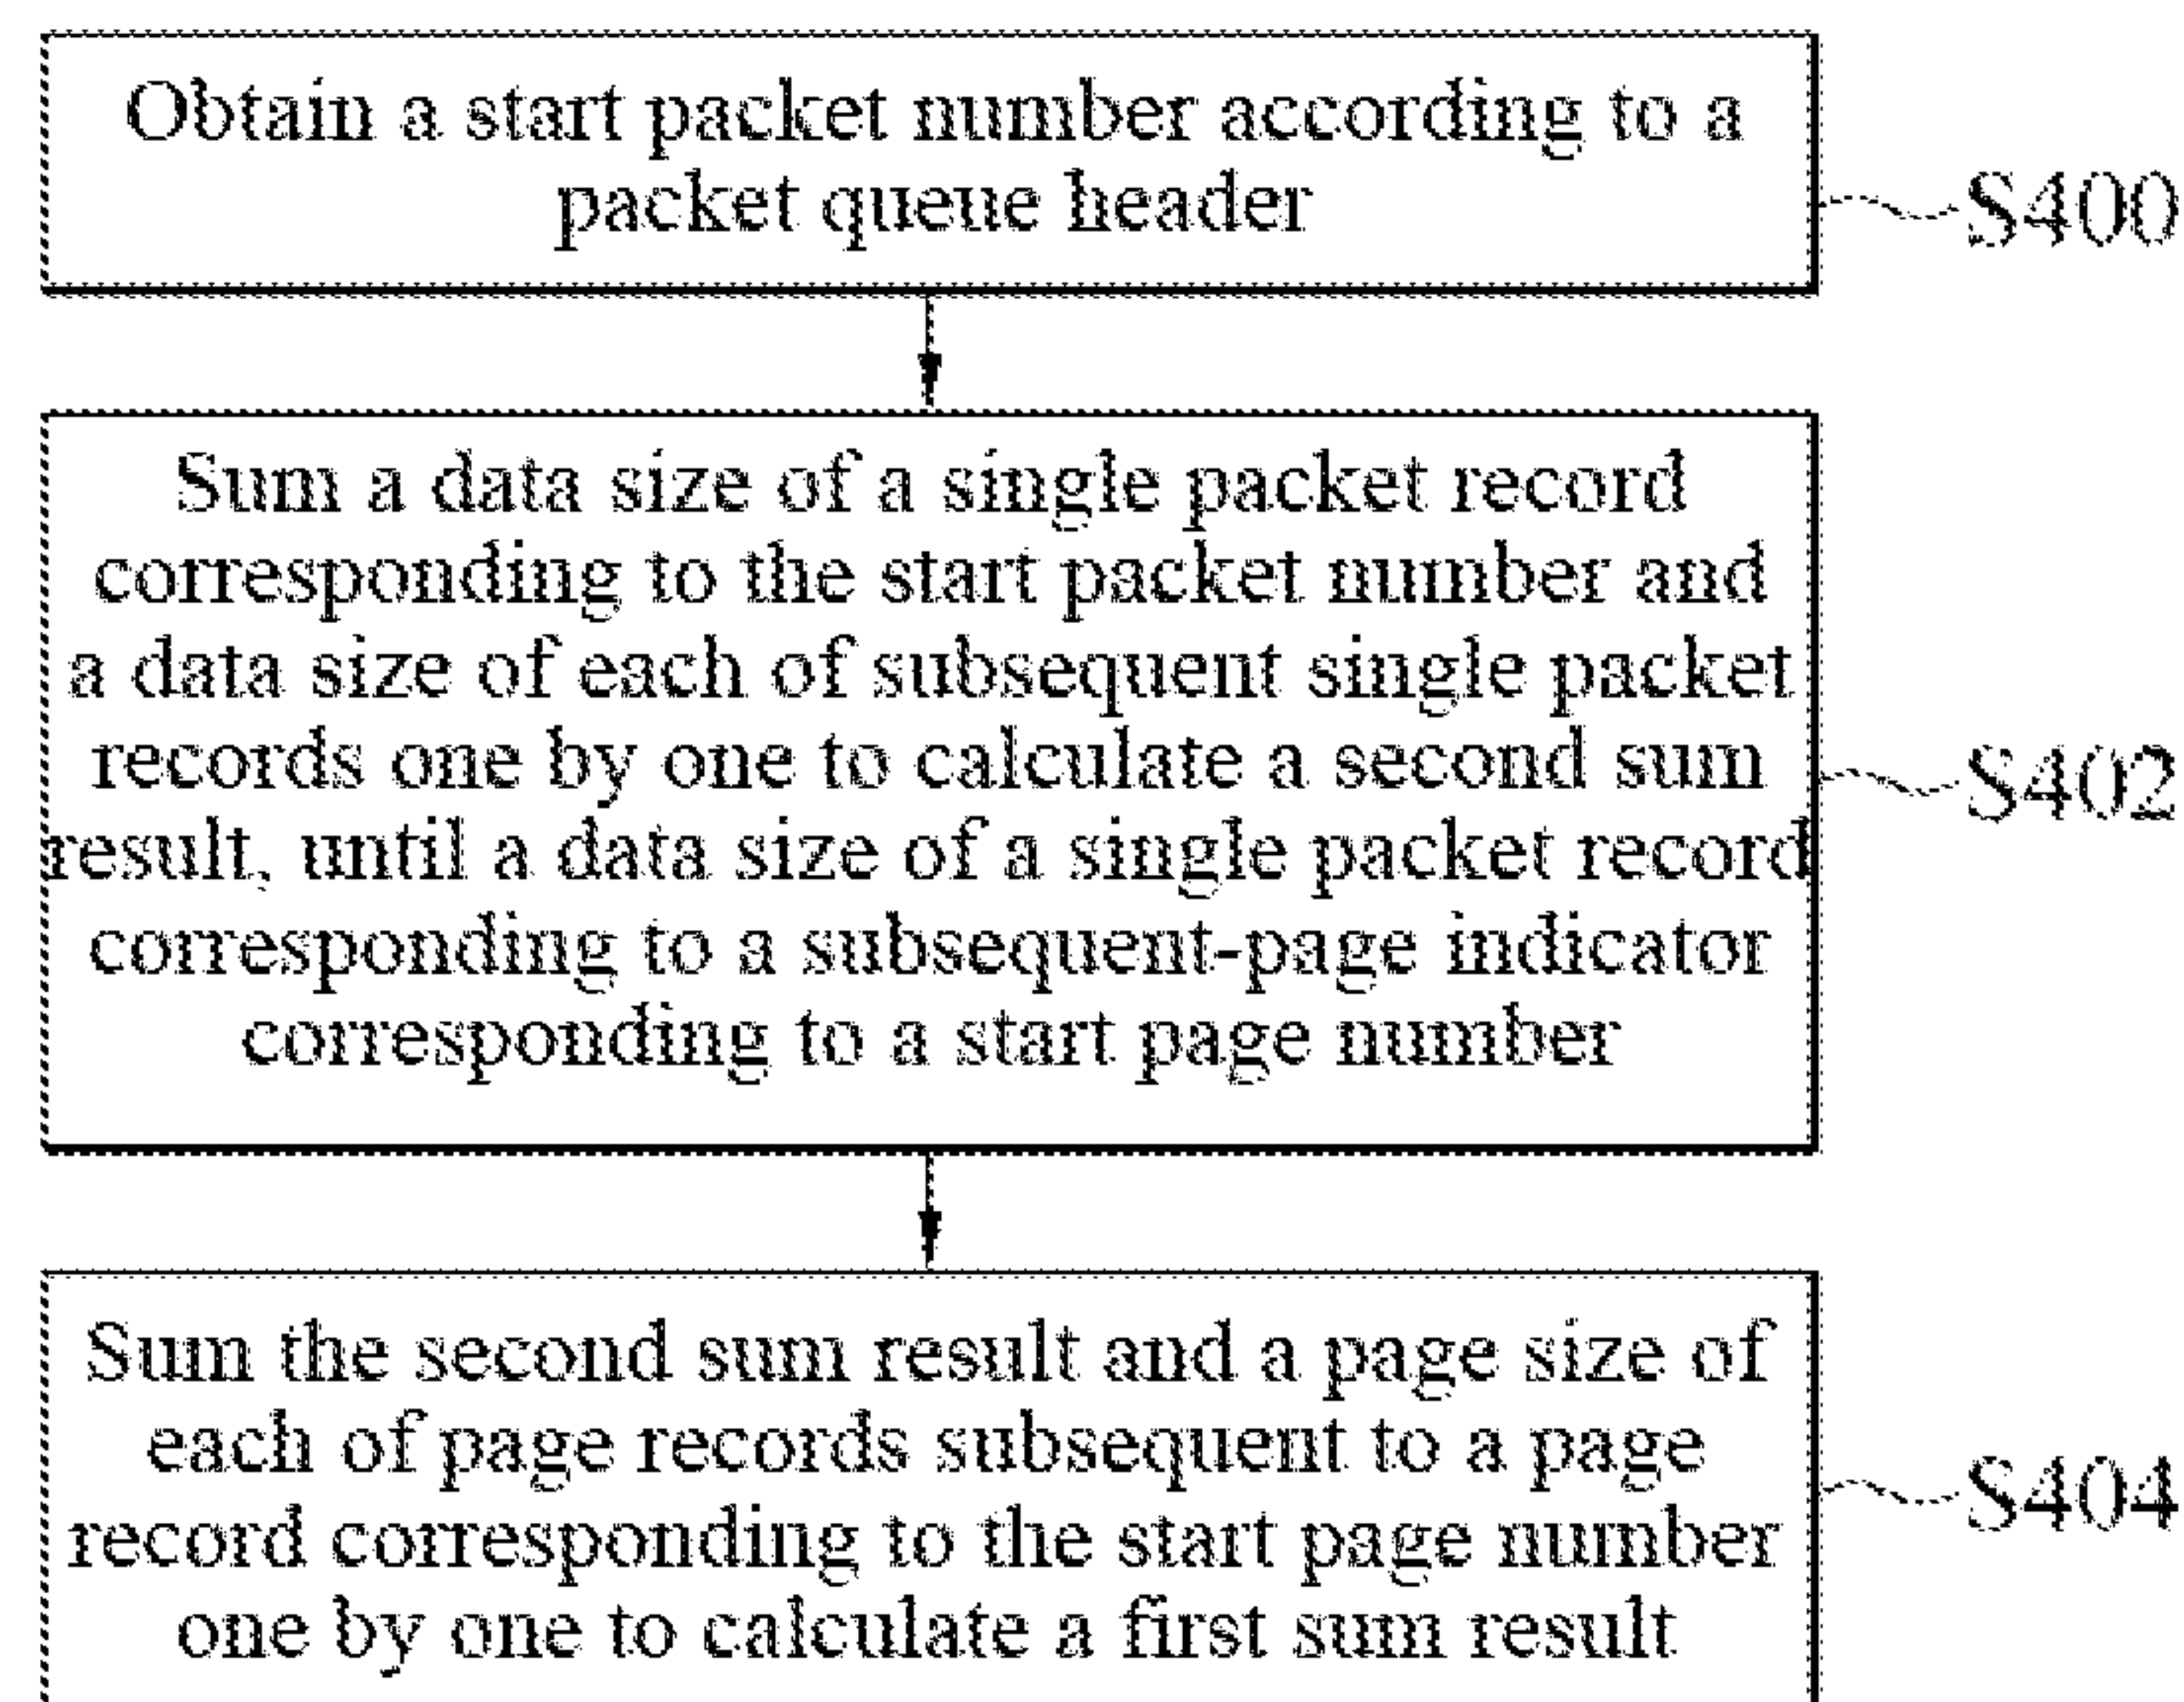 Obtain a start packet number according to a
packet queue header
S400
Sum a data size of a single packet record
corresponding to the start packet number and
a data size of each of subsequent single packet
records one by one to calculate a second sum
result, until a data size of a single packet record
corresponding to a subsequent-page indicator
corresponding to a start page number
S402
Sum the second sum result and a page size of
each of page records subsequent to a page
record corresponding to the start page number
one by one to calculate a first sum result
S404